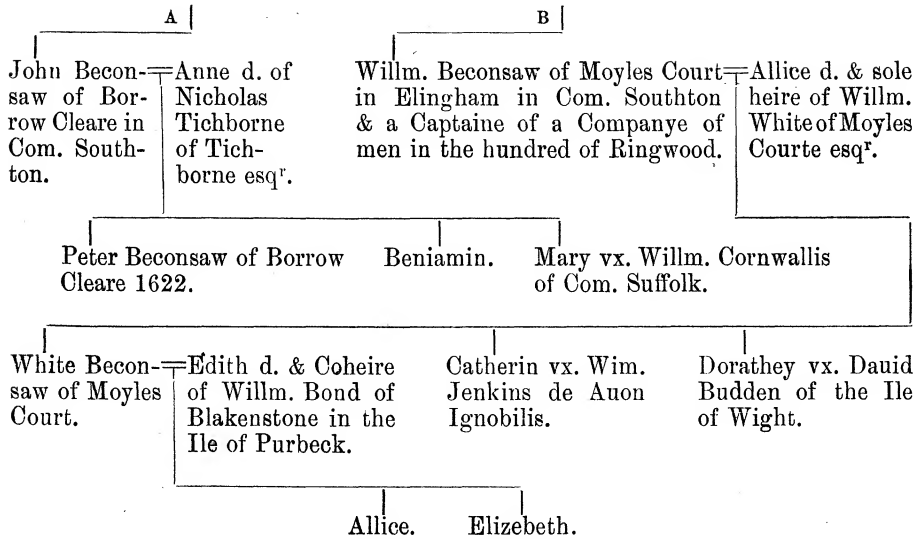 A
B
John Becon-
saw of Bor-
row Cleare in
Com. South-
ton.
Anne d. of
Nicholas
Tichborne
of Tich-
borne esqʳ.
Willm. Beconsaw of Moyles Court
in Elingham in Com. Southton
& a Captaine of a Companye of
men in the hundred of Ringwood.
Allice d. & sole
heire of Willm.
White of Moyles
Courte esqʳ.
Peter Beconsaw of Borrow
Cleare 1622.
Beniamin.
Mary vx. Willm. Cornwallis
of Com. Suffolk.
White Becon-
saw of Moyles
Court.
Edith d. & Coheire
of Willm. Bond of
Blakenstone in the
Ile of Purbeck.
Catherin vx. Wim.
Jenkins de Auon
Ignobilis.
Dorathey vx. Dauid
Budden of the Ile
of Wight.
Allice.
Elizebeth.